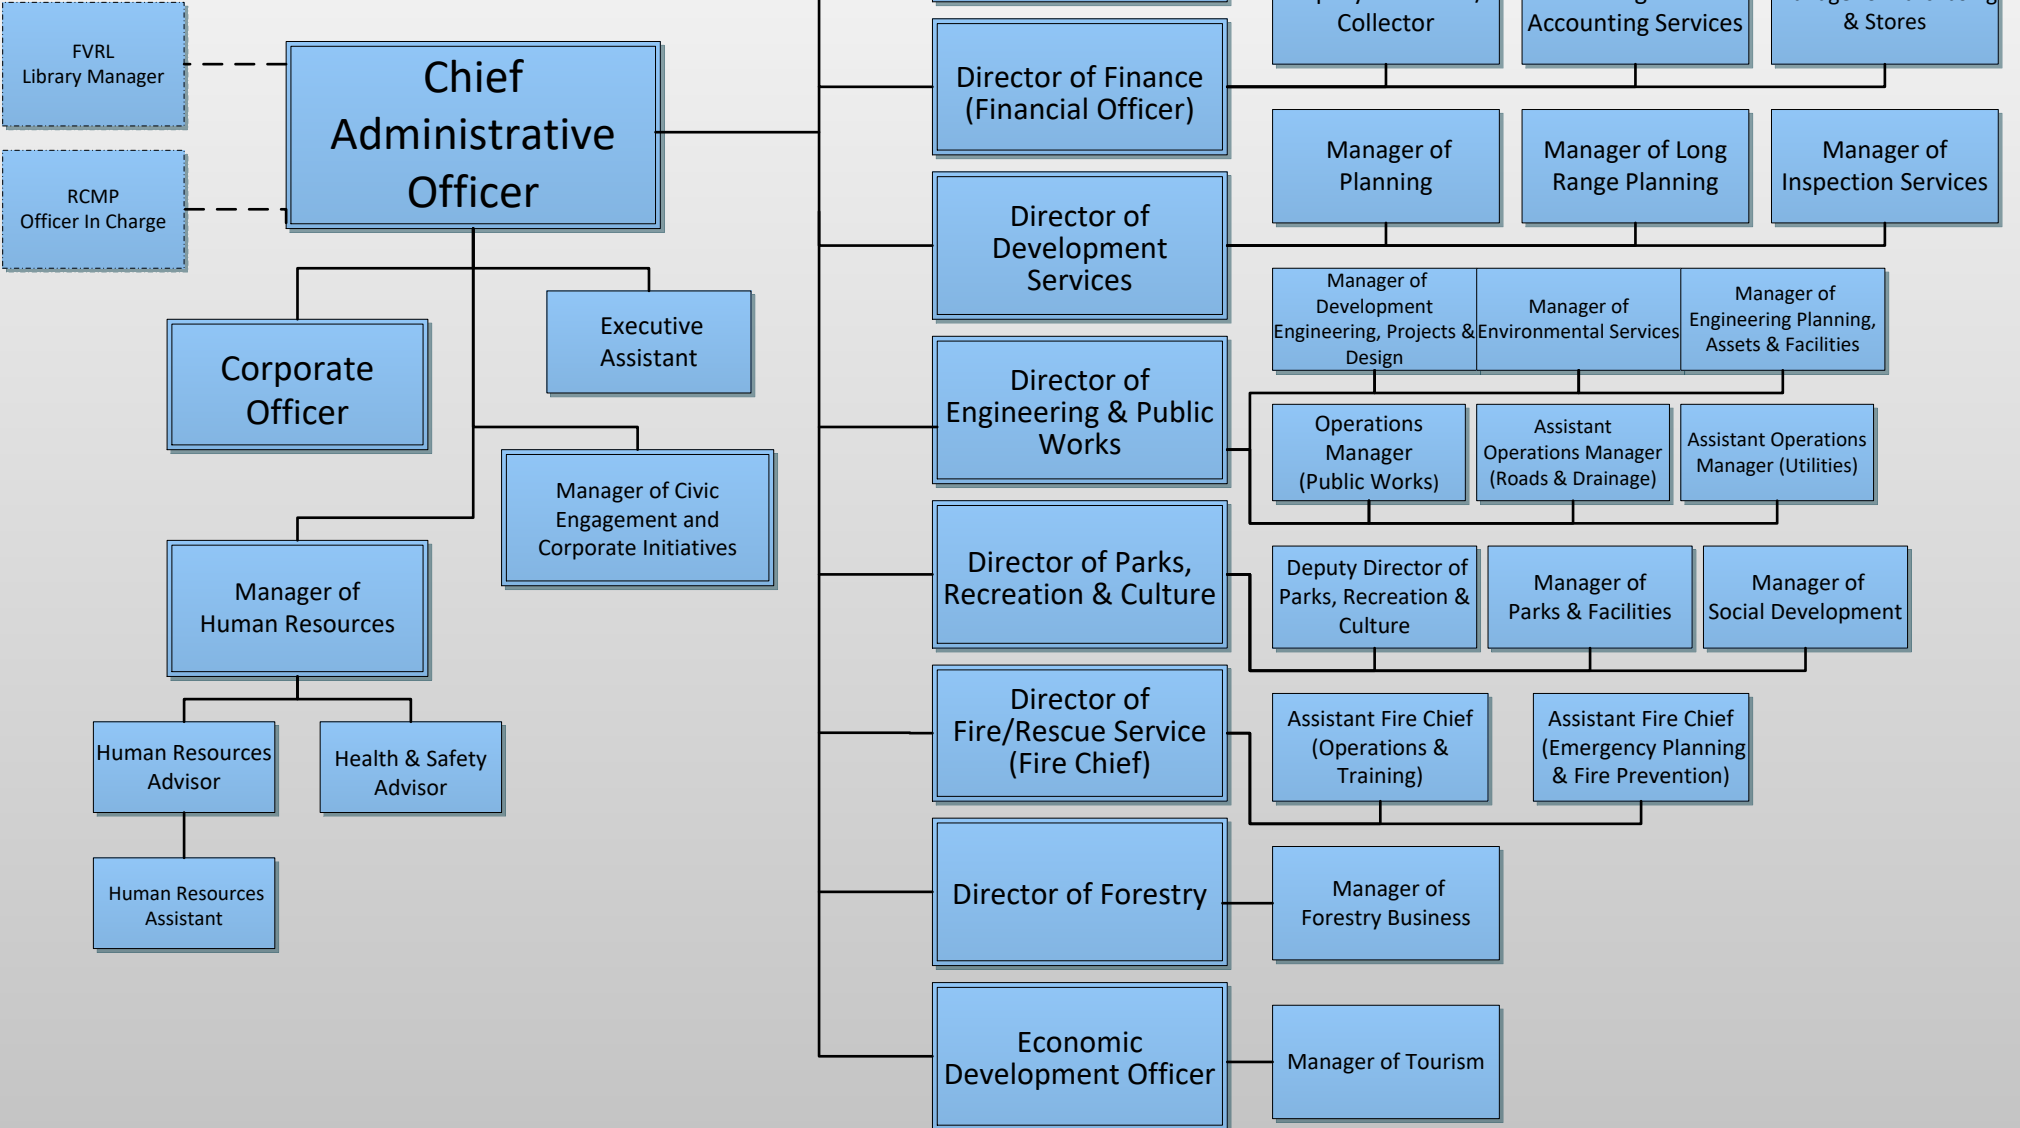 FVRL
Library Manager
RCMP
Officer In Charge
Chief
Administrative
Officer
Corporate
Officer
Executive
Assistant
Manager of Civic
Engagement and
Corporate Initiatives
Manager of
Human Resources
Human Resources
Advisor
Health & Safety
Advisor
Human Resources
Assistant
Director of Finance
(Financial Officer)
Collector
Accounting Services
& Stores
Director of
Development
Services
Manager of
Planning
Manager of Long
Range Planning
Manager of
Inspection Services
Director of
Engineering & Public
Works
Manager of
Development
Engineering, Projects &
Design
Manager of
Environmental Services
Manager of
Engineering Planning,
Assets & Facilities
Operations
Manager
(Public Works)
Assistant
Operations Manager
(Roads & Drainage)
Assistant Operations
Manager (Utilities)
Director of Parks,
Recreation & Culture
Deputy Director of
Parks, Recreation &
Culture
Manager of
Parks & Facilities
Manager of
Social Development
Director of
Fire/Rescue Service
(Fire Chief)
Assistant Fire Chief
(Operations &
Training)
Assistant Fire Chief
(Emergency Planning
& Fire Prevention)
Director of Forestry
Manager of
Forestry Business
Economic
Development Officer
Manager of Tourism